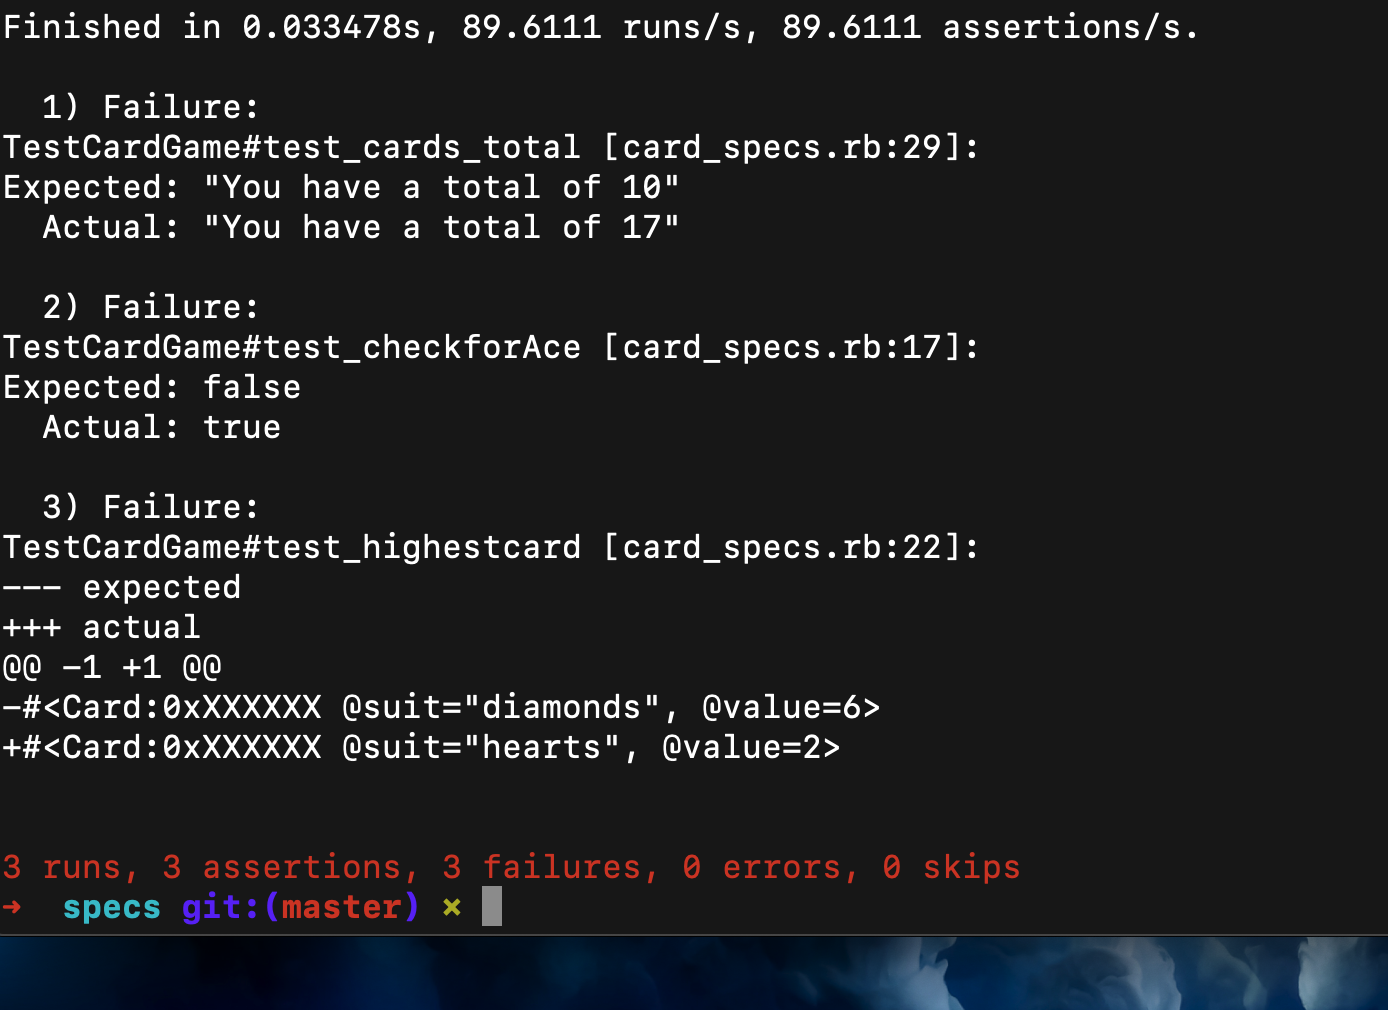 Finished in 0.033478s, 89.6111 runs/s, 89.6111 assertions/s.
1) Failure:
TestCardGame#test_cards_total [card_specs.rb:29]:
Expected: "You have a total of 10"
Actual: "You have a total of 17"
2) Failure:
TestCardGame#test_checkforAce [card_specs.rb:17]:
Expected: false
Actual: true
3) Failure:
TestCardGame#test_highestcard [card_specs.rb:22]:
--- expected
+++ actual
@@ -1 +1 @@
-#<Card:0xXXXXXX @suit="diamonds", @value=6>
+#<Card:0xXXXXXX @suit="hearts", @value=2>
3 runs, 3 assertions, 3 failures, 0 errors, 0 skips
➜ specs git:(master) ✗